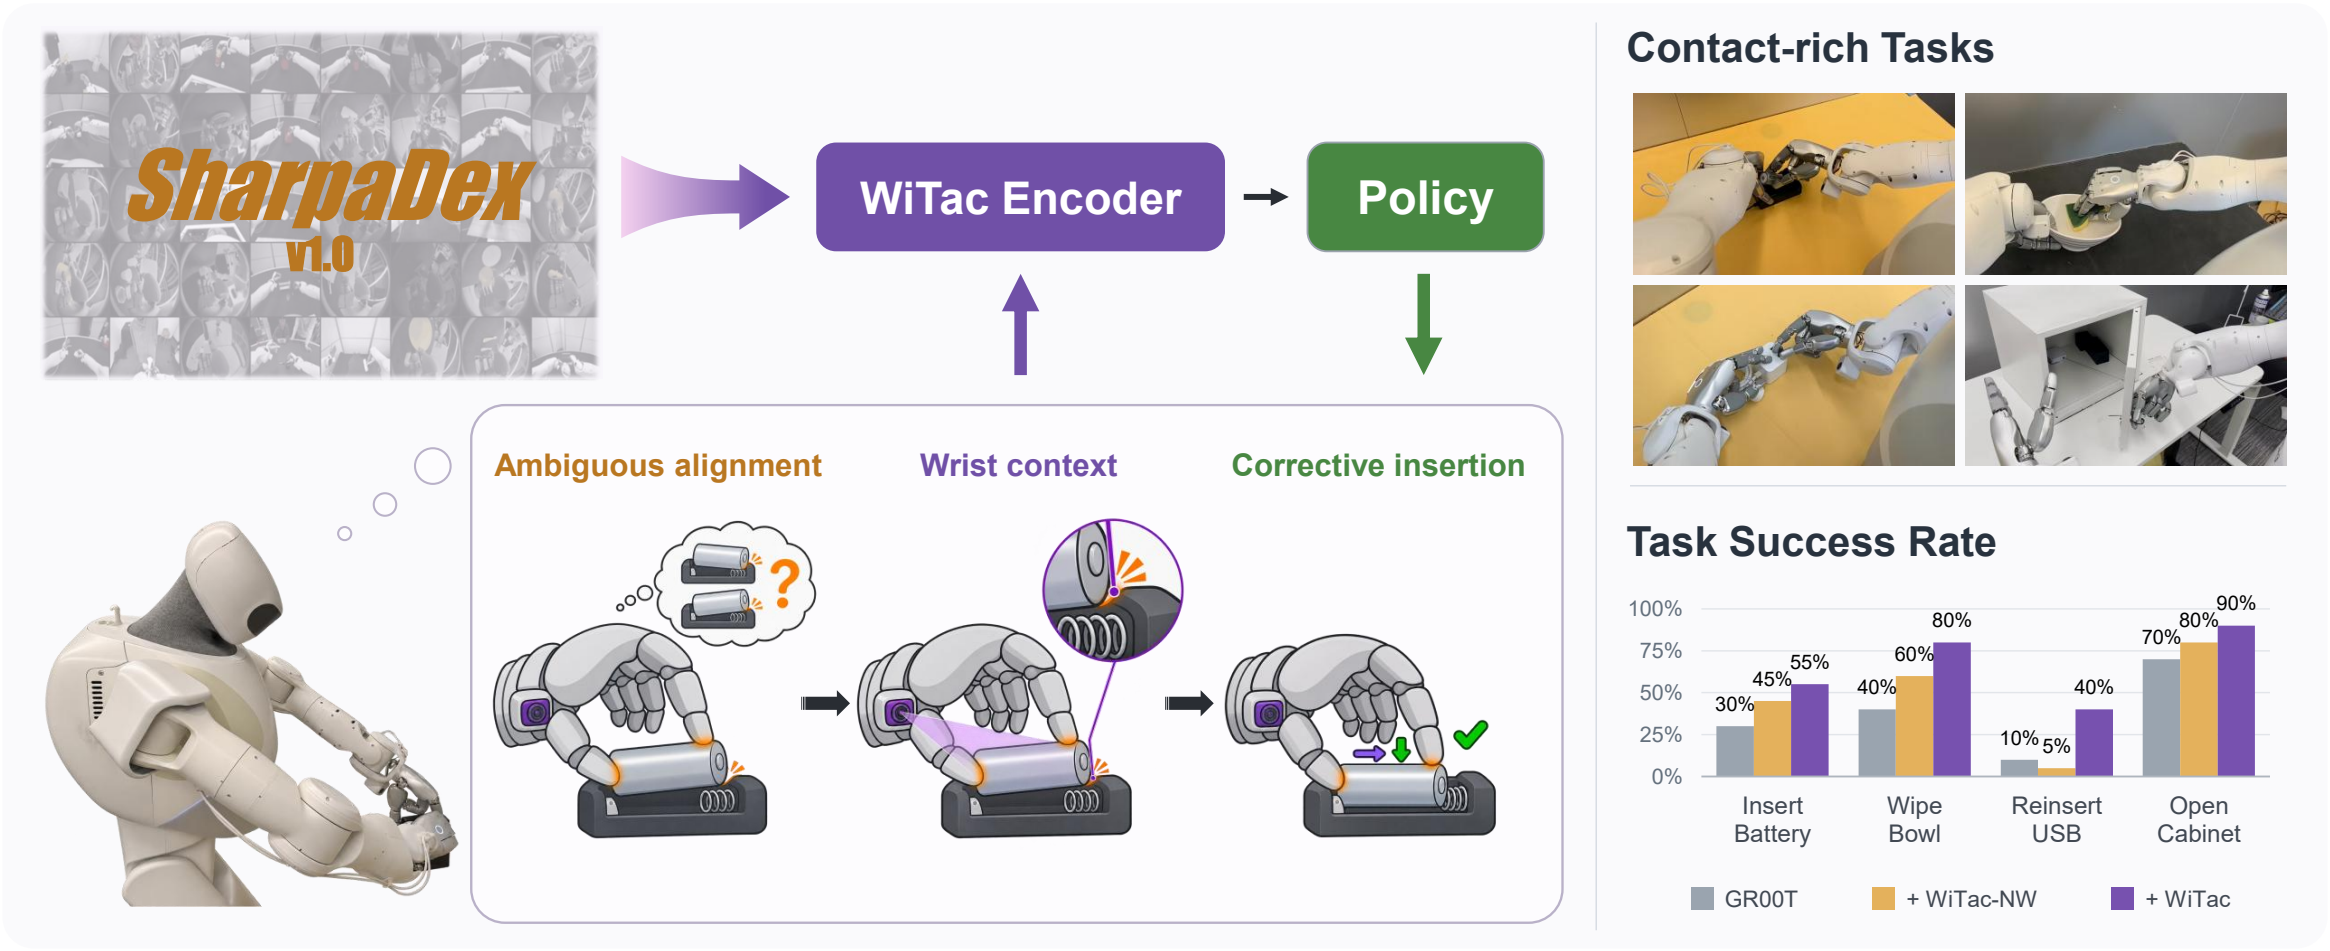 SharpaDex
v1.0
WiTac Encoder
Policy
Ambiguous alignment
Wrist context
Corrective insertion
?
Contact-rich Tasks
Task Success Rate
100%
75%
50%
25%
0%
30%
45%
55%
40%
60%
80%
10%
5%
40%
70%
80%
90%
Insert
Battery
Wipe
Bowl
Reinsert
USB
Open
Cabinet
GR00T
+ WiTac-NW
+ WiTac